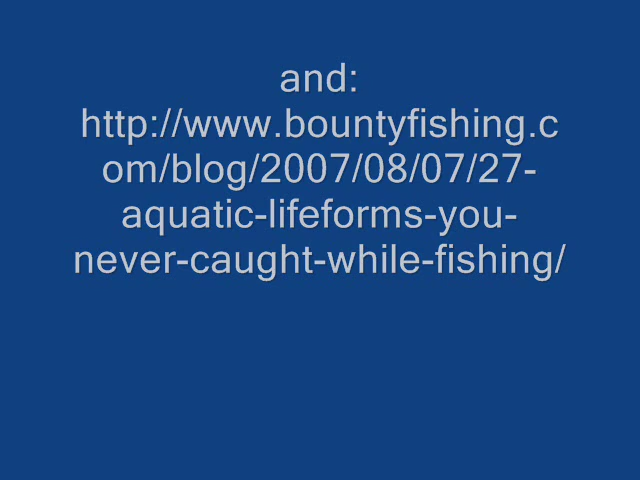 and:
http://www.bountyfishing.c
om/blog/2007/08/07/27-
aquatic-lifeforms-you-
never-caught-while-fishing/